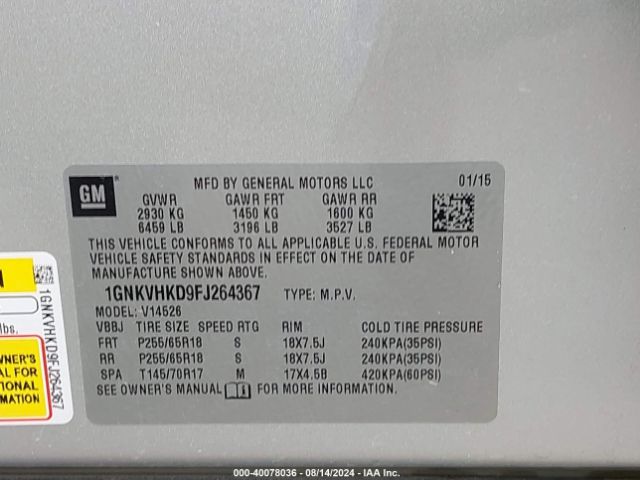 GM
MFD BY GENERAL MOTORS LLC
01/15
GVWR GAWR FRT GAWR RR
2930 KG 1450 KG 1600 KG
6459 LB 3196 LB 3527 LB
THIS VEHICLE CONFORMS TO ALL APPLICABLE U.S. FEDERAL MOTOR
VEHICLE SAFETY STANDARDS IN EFFECT ON THE DATE OF
MANUFACTURE SHOWN ABOVE.
1GNKVHKD9FJ264367 TYPE: M.P.V.
MODEL: V14526
VBBJ TIRE SIZE SPEED RTG RIM COLD TIRE PRESSURE
FRT P255/65R18 S 18X7.5J 240KPA(35PSI)
RR P255/65R18 S 18X7.5J 240KPA(35PSI)
SPA T145/70R17 M 17X4.5B 420KPA(60PSI)
SEE OWNER'S MANUAL FOR MORE INFORMATION.
lbs.
WNER'S
AL FOR
TIONAL
MATION
1GNKVHKD9FJ264367
000-40078036 - 08/14/2024 - IAA Inc.